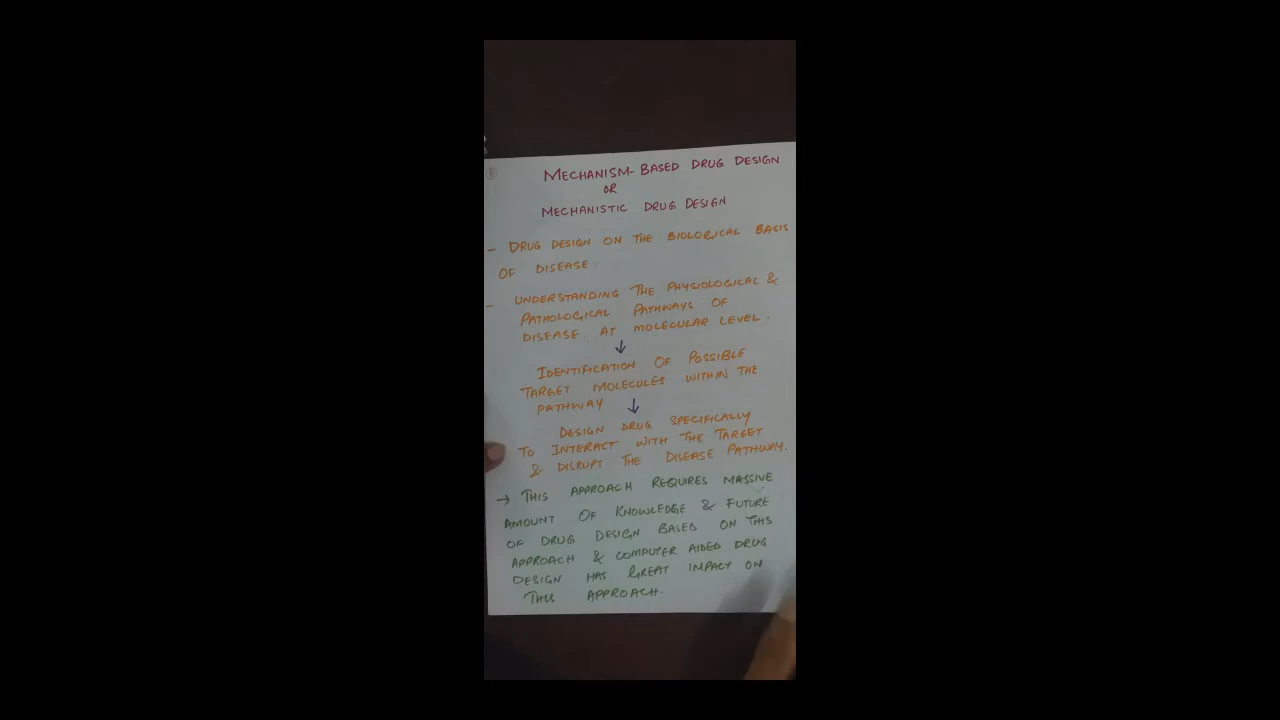 6
MECHANISM-BASED DRUG DESIGN
OR
MECHANISTIC DRUG DESIGN
- DRUG DESIGN ON THE BIOLOGICAL BASIS
OF DISEASE.
- UNDERSTANDING THE PHYSIOLOGICAL &
PATHOLOGICAL PATHWAYS OF
DISEASE AT MOLECULAR LEVEL.
↓
IDENTIFICATION OF POSSIBLE
TARGET MOLECULES WITHIN THE
PATHWAY ↓
DESIGN DRUG SPECIFICALLY
TO INTERACT WITH THE TARGET
& DISRUPT THE DISEASE PATHWAY.
→ THIS APPROACH REQUIRES MASSIVE
AMOUNT OF KNOWLEDGE & FUTURE
OF DRUG DESIGN BASED ON THIS
APPROACH & COMPUTER AIDED DRUG
DESIGN HAS GREAT IMPACT ON
THIS APPROACH.